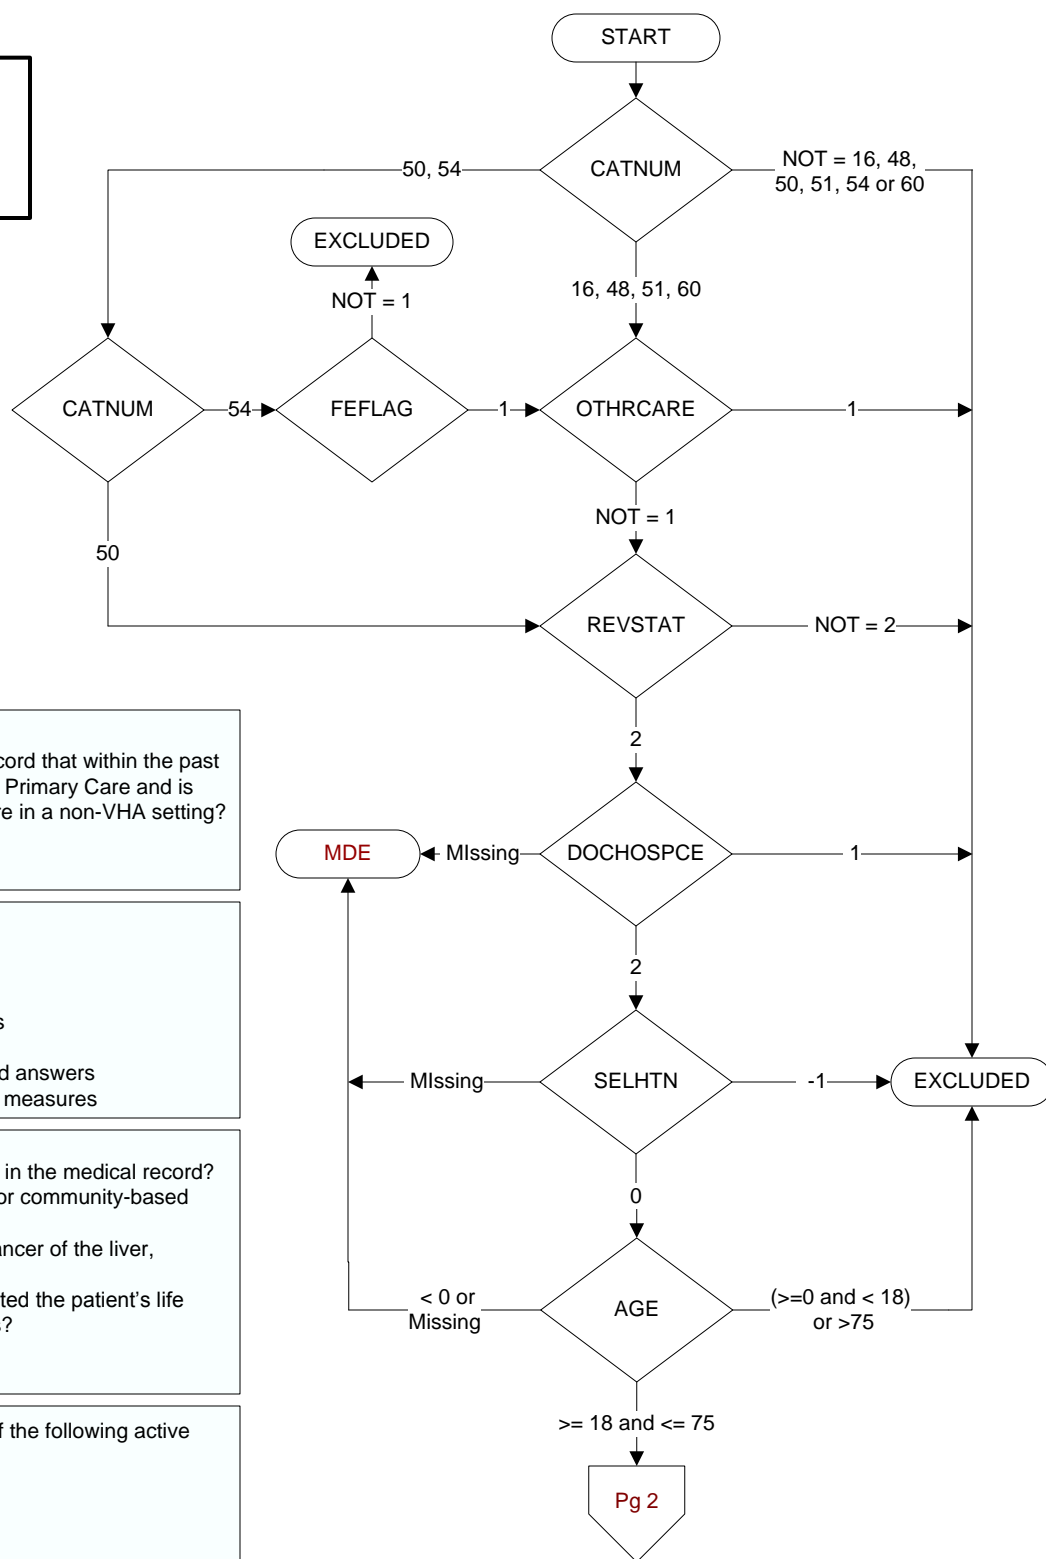 START
CATNUM
50, 54
NOT = 16, 48,
50, 51, 54 or 60
EXCLUDED
NOT = 1
16, 48, 51, 60
CATNUM
54
FEFLAG
1
OTHRCARE
1
NOT = 1
50
REVSTAT
NOT = 2
2
cord that within the past
Primary Care and is
re in a non-VHA setting?
MDE
MIssing
DOCHOSPCE
1
2
s
d answers
measures
MIssing
SELHTN
-1
EXCLUDED
in the medical record?
or community-based
ancer of the liver,
ted the patient's life
s?
0
< 0 or
Missing
AGE
(>=0 and < 18)
or >75
f the following active
>= 18 and <= 75
Pg 2